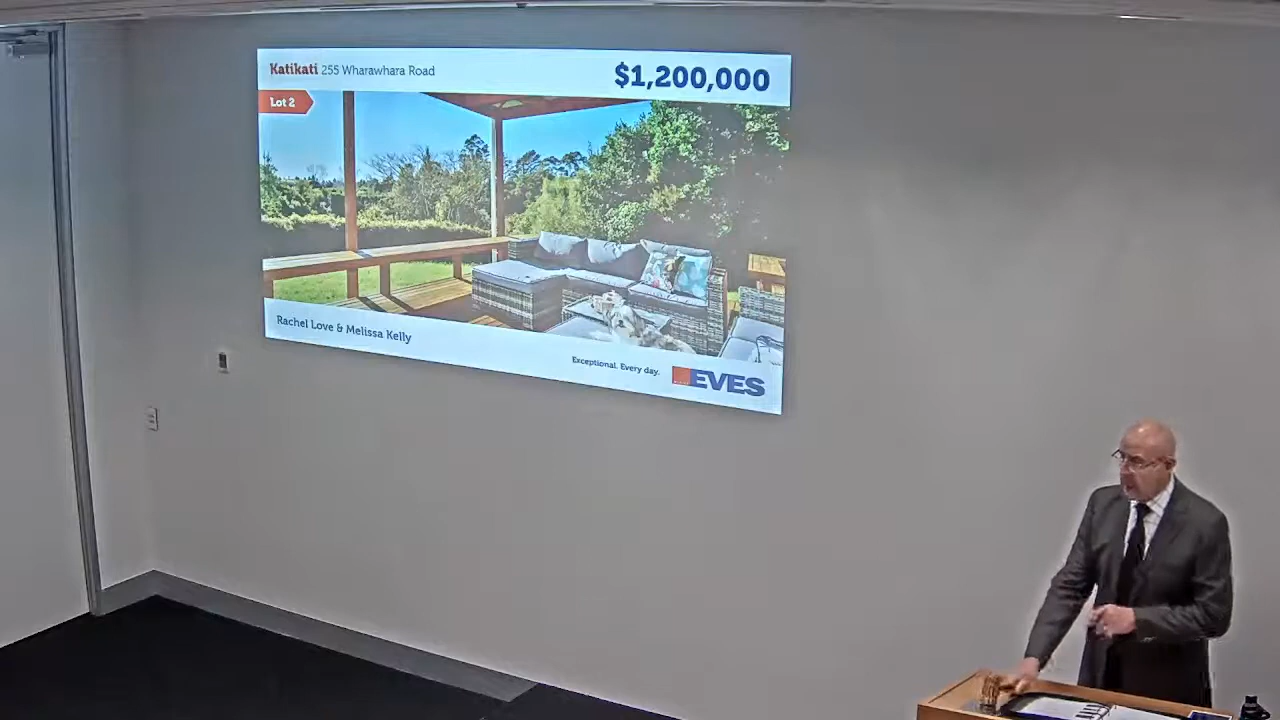 Katikati 255 Wharawhara Road
$1,200,000
Lot 2
Rachel Love & Melissa Kelly
Exceptional. Every day.
EVES